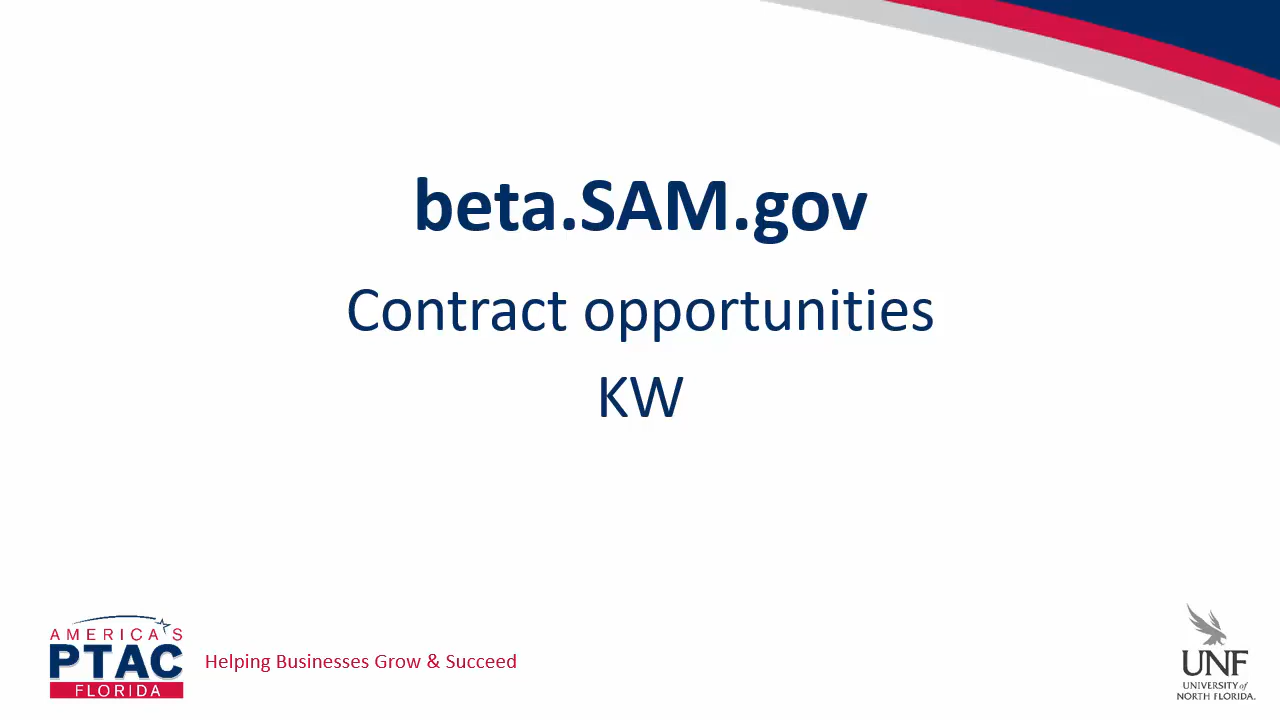 beta.SAM.gov
Contract opportunities
KW
AMERICA'S
PTAC
FLORIDA
Helping Businesses Grow & Succeed
UNF
UNIVERSITY of
NORTH FLORIDA.